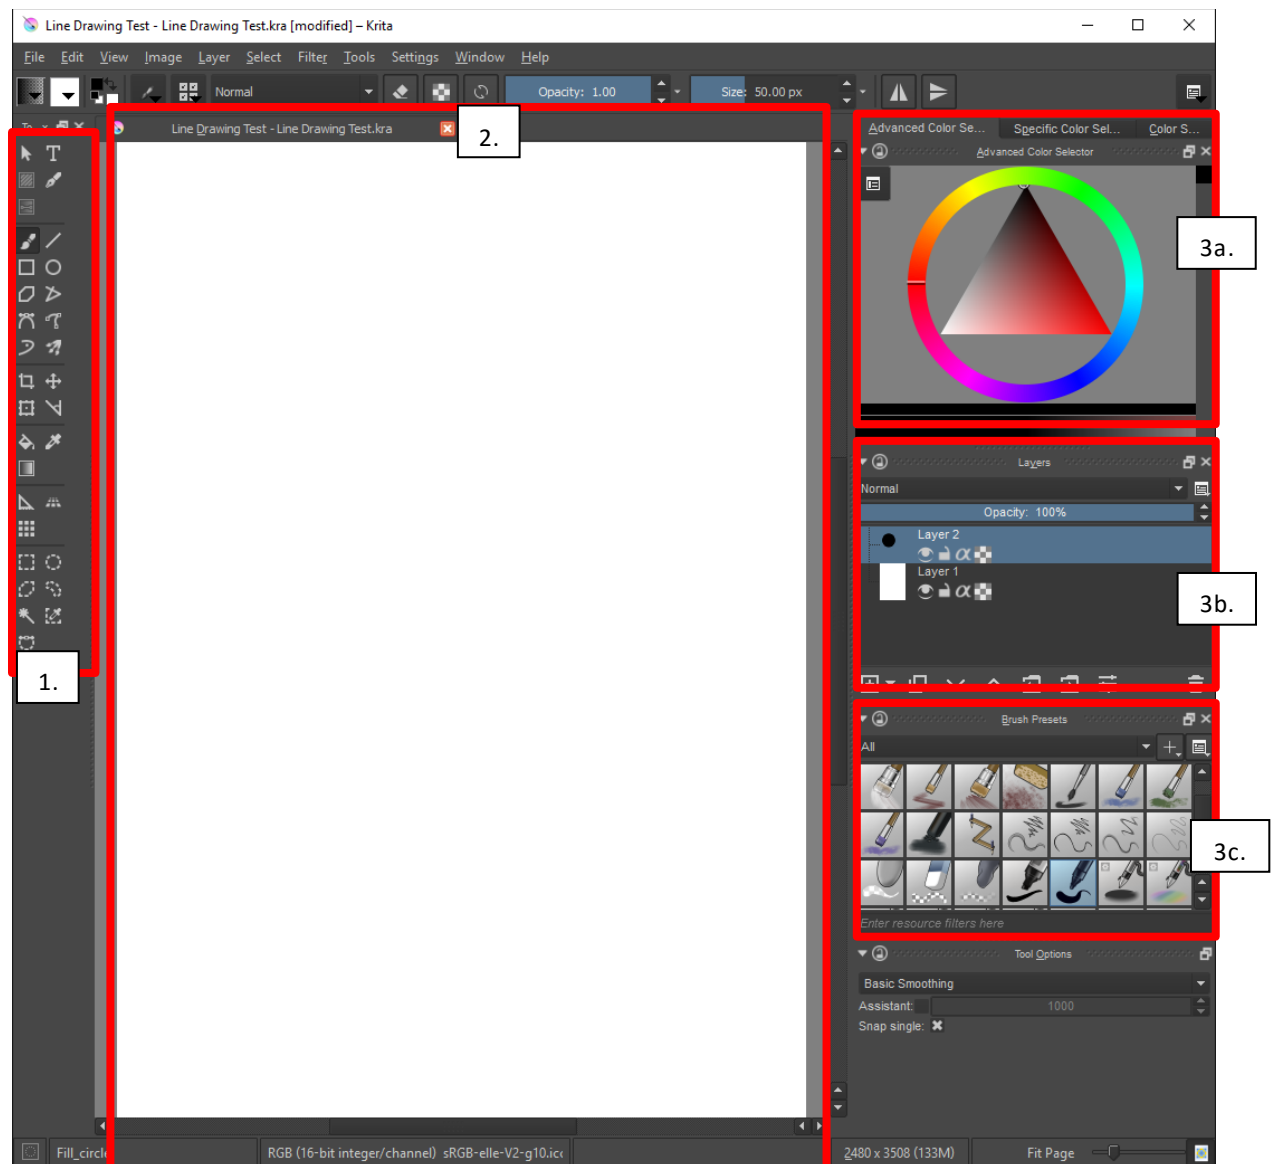 Line Drawing Test - Line Drawing Test.kra [modified] – Krita
File Edit View Image Layer Select Filter Tools Settings Window Help
Normal Opacity: 1.00 Size: 50.00 px
Line Drawing Test - Line Drawing Test.kra
2.
Advanced Color Se... Specific Color Sel... Color S...
Advanced Color Selector
3a.
Layers
Normal
Opacity: 100%
Layer 2
Layer 1
3b.
1.
Brush Presets
All
3c.
Enter resource filters here
Tool Options
Basic Smoothing
Assistant: 1000
Snap single:
Fill_circle RGB (16-bit integer/channel) sRGB-elle-V2-g10.icc 2480 x 3508 (133M) Fit Page